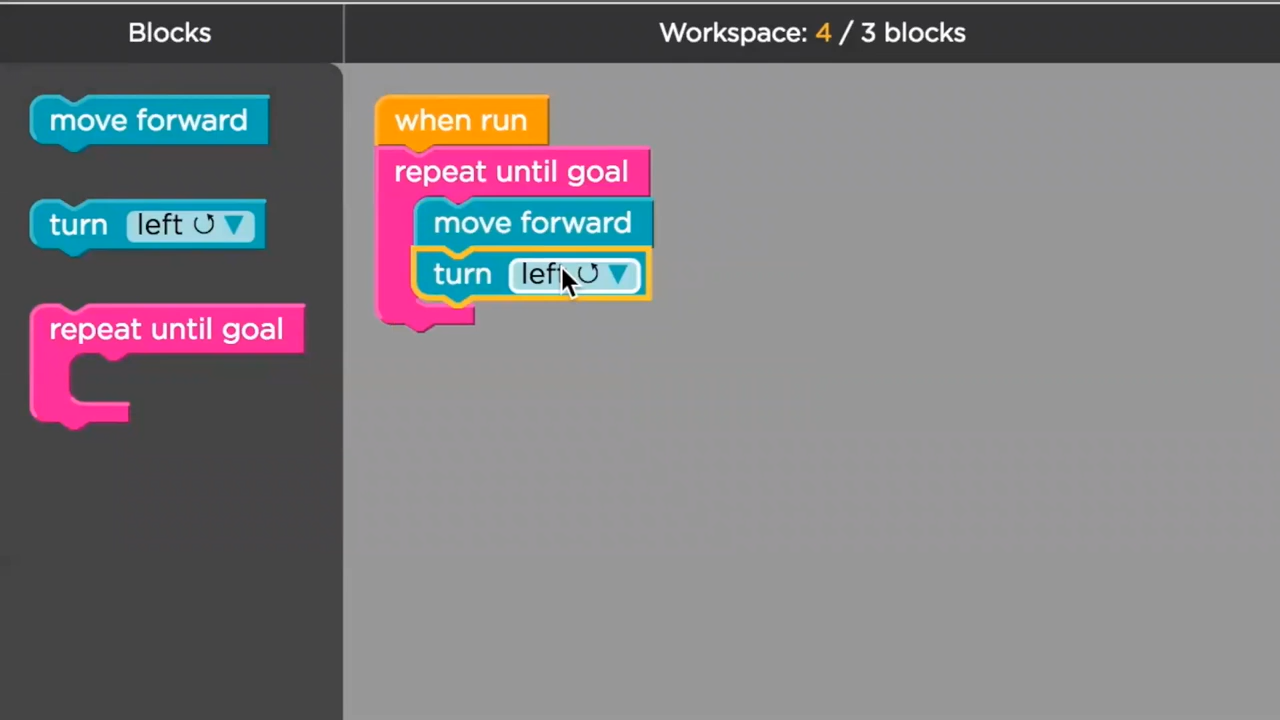 Blocks
Workspace: 4 / 3 blocks
move forward
turn left
repeat until goal
when run
repeat until goal
move forward
turn left